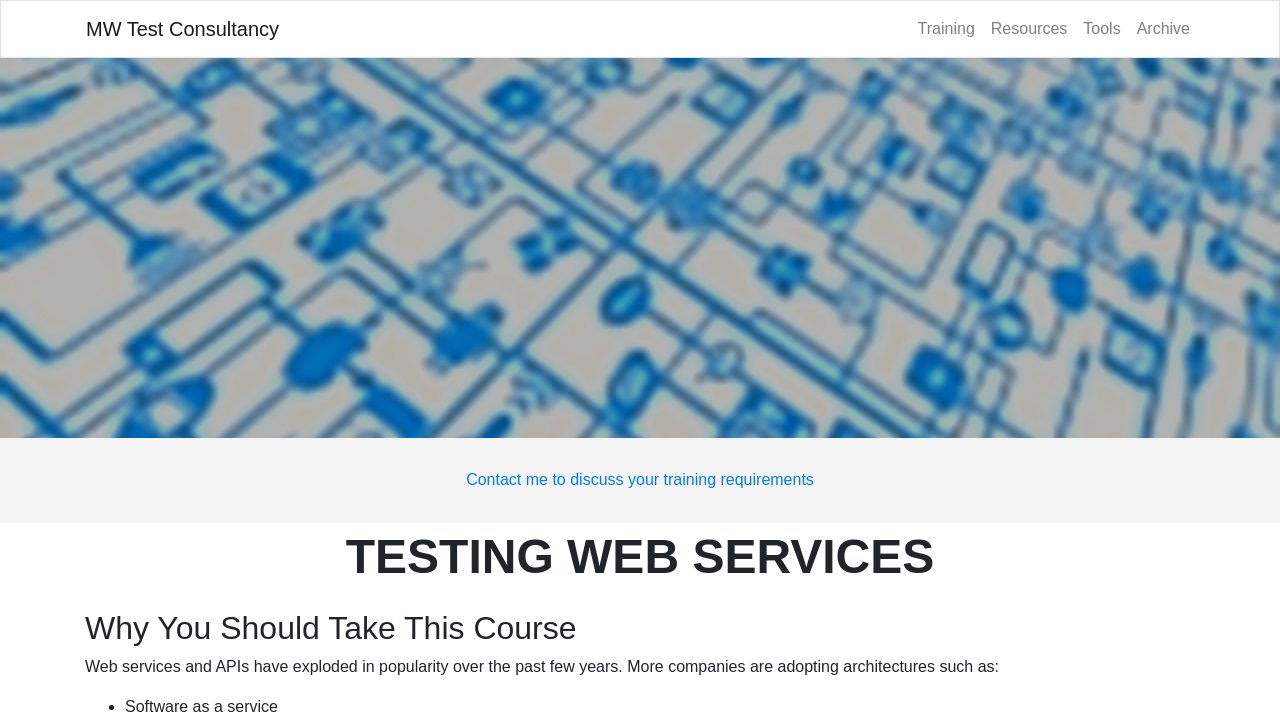 MW Test Consultancy
Training Resources Tools Archive
Contact me to discuss your training requirements
TESTING WEB SERVICES
Why You Should Take This Course
Web services and APIs have exploded in popularity over the past few years. More companies are adopting architectures such as:
• Software as a service